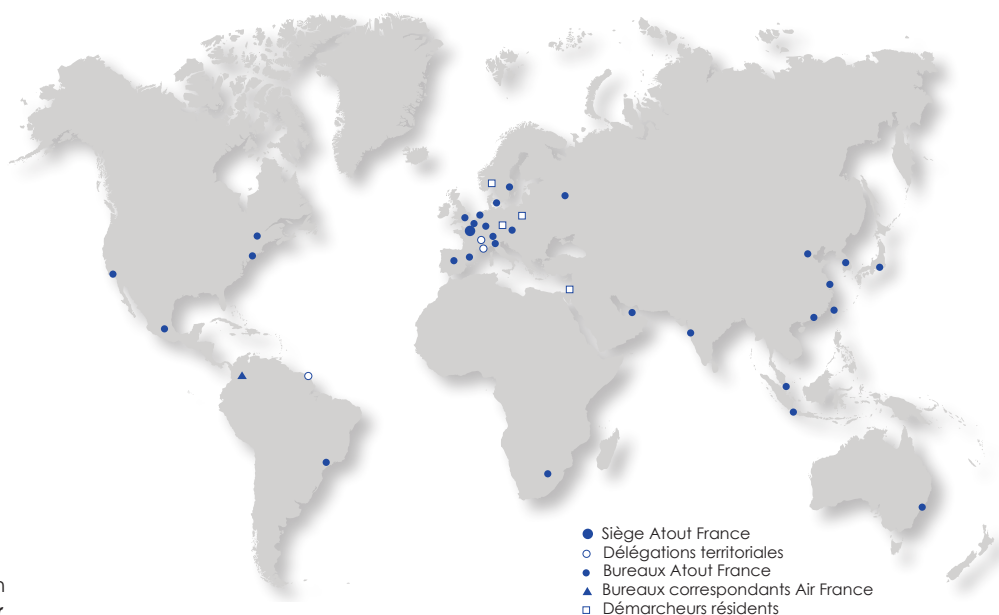 Siège Atout France
Délégations territoriales
Bureaux Atout France
Bureaux correspondants Air France
Démarcheurs résidents
n